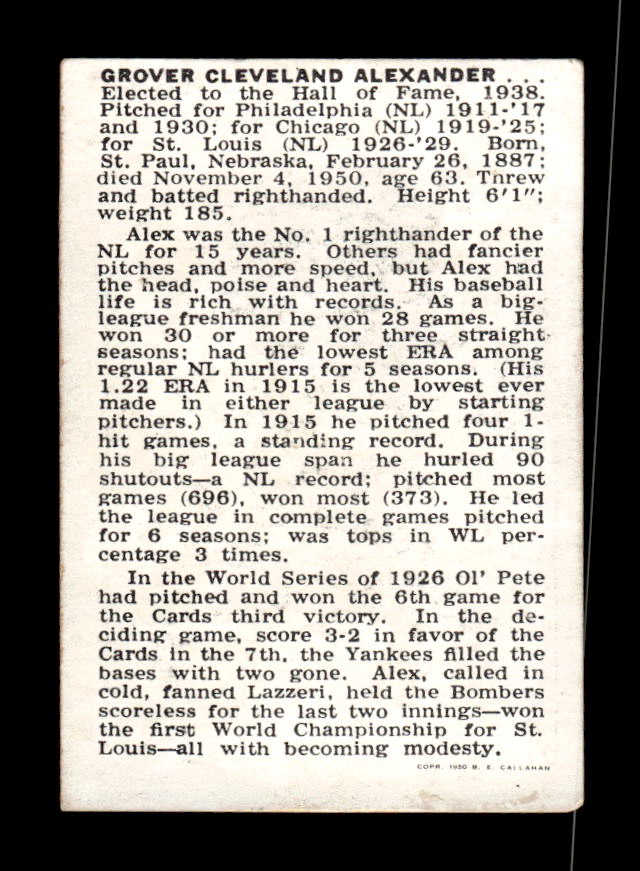 GROVER CLEVELAND ALEXANDER . . .
Elected to the Hall of Fame, 1938.
Pitched for Philadelphia (NL) 1911-'17
and 1930; for Chicago (NL) 1919-'25;
for St. Louis (NL) 1926-'29. Born,
St. Paul, Nebraska, February 26, 1887;
died November 4, 1950, age 63. Threw
and batted righthanded. Height 6'1";
weight 185.
Alex was the No. 1 righthander of the
NL for 15 years. Others had fancier
pitches and more speed, but Alex had
the head, poise and heart. His baseball
life is rich with records. As a big-
league freshman he won 28 games. He
won 30 or more for three straight
seasons; had the lowest ERA among
regular NL hurlers for 5 seasons. (His
1.22 ERA in 1915 is the lowest ever
made in either league by starting
pitchers.) In 1915 he pitched four 1-
hit games, a standing record. During
his big league span he hurled 90
shutouts—a NL record; pitched most
games (696), won most (373). He led
the league in complete games pitched
for 6 seasons; was tops in WL per-
centage 3 times.
In the World Series of 1926 Ol' Pete
had pitched and won the 6th game for
the Cards third victory. In the de-
ciding game, score 3-2 in favor of the
Cards in the 7th, the Yankees filled the
bases with two gone. Alex, called in
cold, fanned Lazzeri, held the Bombers
scoreless for the last two innings—won
the first World Championship for St.
Louis—all with becoming modesty.
COPR. 1950 B. E. CALLAHAN